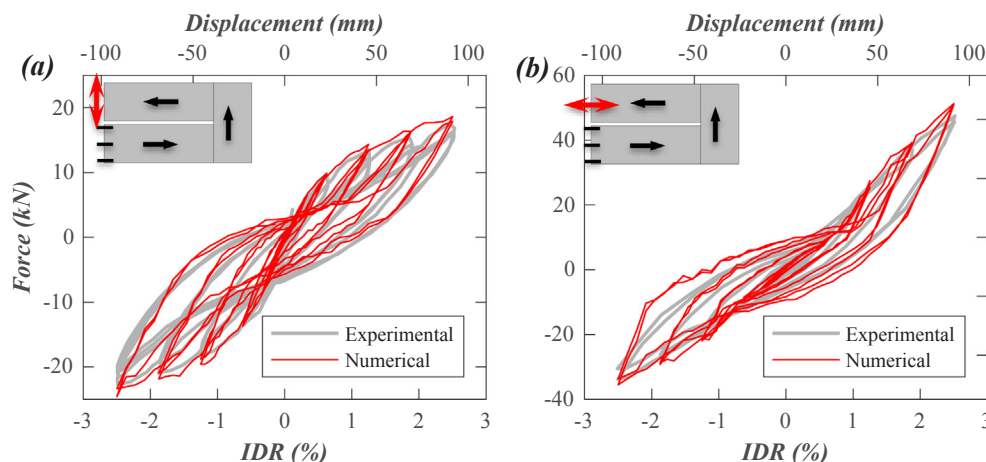 Displacement (mm)
-100 -50 0 50 100
(a)
20
10
0
-10
-20
Force (kN)
Experimental
Numerical
-3 -2 -1 0 1 2 3
IDR (%)
Displacement (mm)
-100 -50 0 50 100
(b)
60
40
20
0
-20
-40
Experimental
Numerical
-3 -2 -1 0 1 2 3
IDR (%)